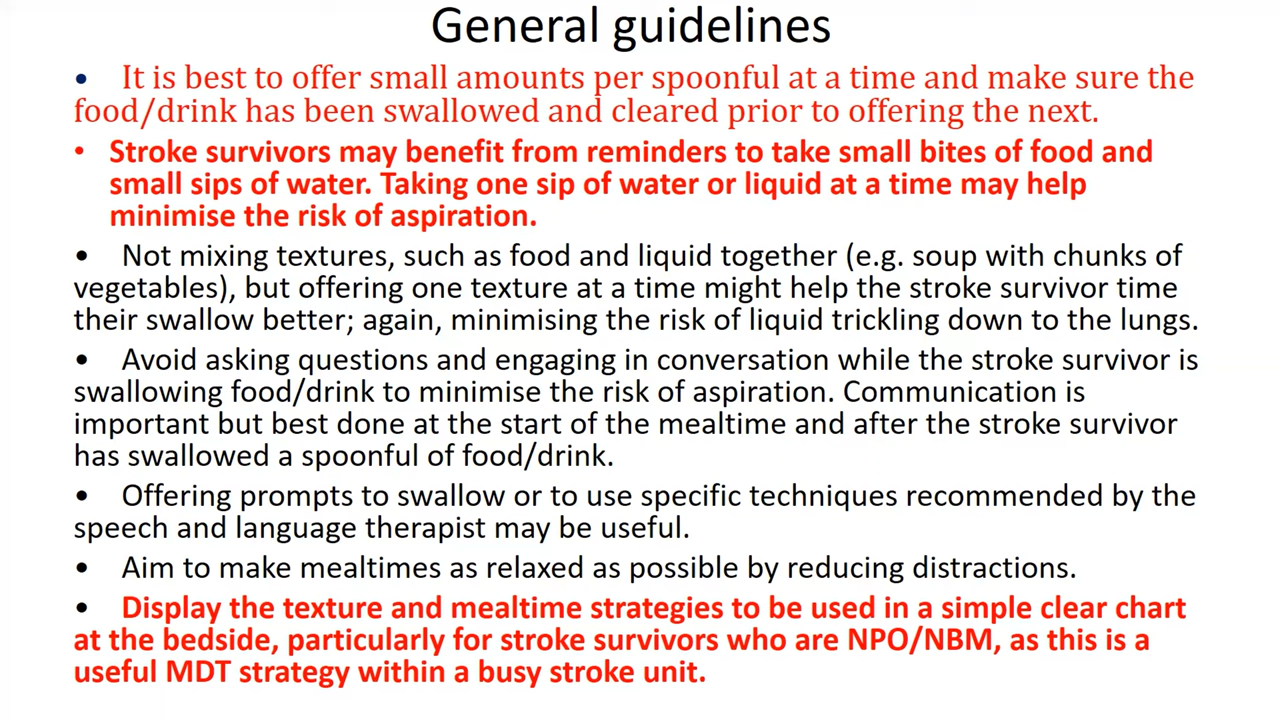 General guidelines
• It is best to offer small amounts per spoonful at a time and make sure the
food/drink has been swallowed and cleared prior to offering the next.
• Stroke survivors may benefit from reminders to take small bites of food and
small sips of water. Taking one sip of water or liquid at a time may help
minimise the risk of aspiration.
• Not mixing textures, such as food and liquid together (e.g. soup with chunks of
vegetables), but offering one texture at a time might help the stroke survivor time
their swallow better; again, minimising the risk of liquid trickling down to the lungs.
• Avoid asking questions and engaging in conversation while the stroke survivor is
swallowing food/drink to minimise the risk of aspiration. Communication is
important but best done at the start of the mealtime and after the stroke survivor
has swallowed a spoonful of food/drink.
• Offering prompts to swallow or to use specific techniques recommended by the
speech and language therapist may be useful.
• Aim to make mealtimes as relaxed as possible by reducing distractions.
• Display the texture and mealtime strategies to be used in a simple clear chart
at the bedside, particularly for stroke survivors who are NPO/NBM, as this is a
useful MDT strategy within a busy stroke unit.